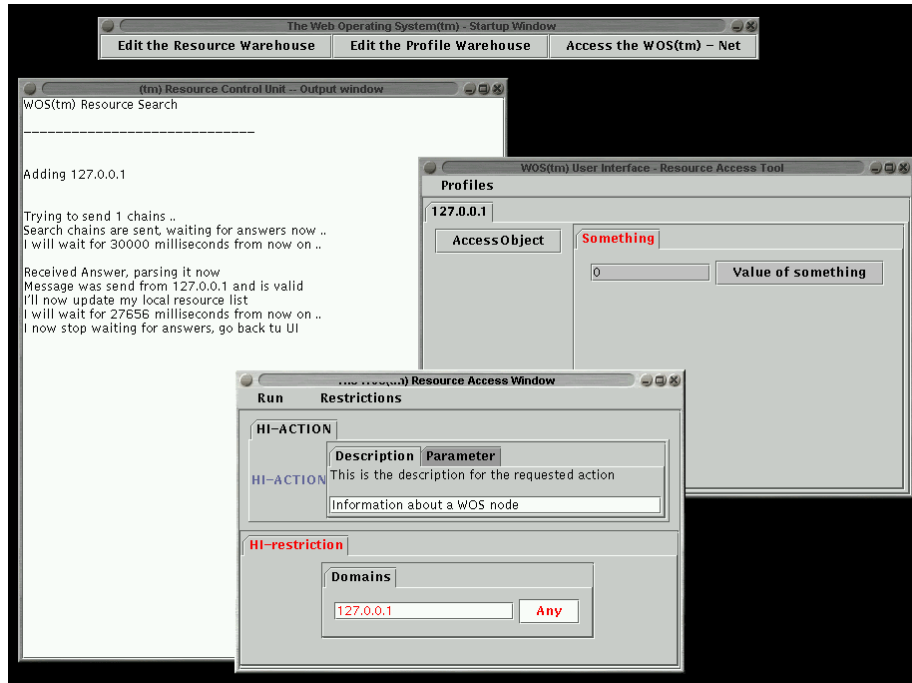 The Web Operating System(tm) - Startup Window
Edit the Resource Warehouse Edit the Profile Warehouse Access the WOS(tm) – Net
(tm) Resource Control Unit -- Output window
WOS(tm) Resource Search
------------------------------
Adding 127.0.0.1
Trying to send 1 chains ..
Search chains are sent, waiting for answers now ..
I will wait for 30000 milliseconds from now on ..
Received Answer, parsing it now
Message was send from 127.0.0.1 and is valid
I'll now update my local resource list
I will wait for 27656 milliseconds from now on ..
I now stop waiting for answers, go back tu UI
WOS(tm) User Interface - Resource Access Tool
Profiles
127.0.0.1
AccessObject
Something
0 Value of something
Resource Access Window
Run Restrictions
HI–ACTION
HI–ACTION
Description Parameter
This is the description for the requested action
Information about a WOS node
HI–restriction
Domains
127.0.0.1 Any